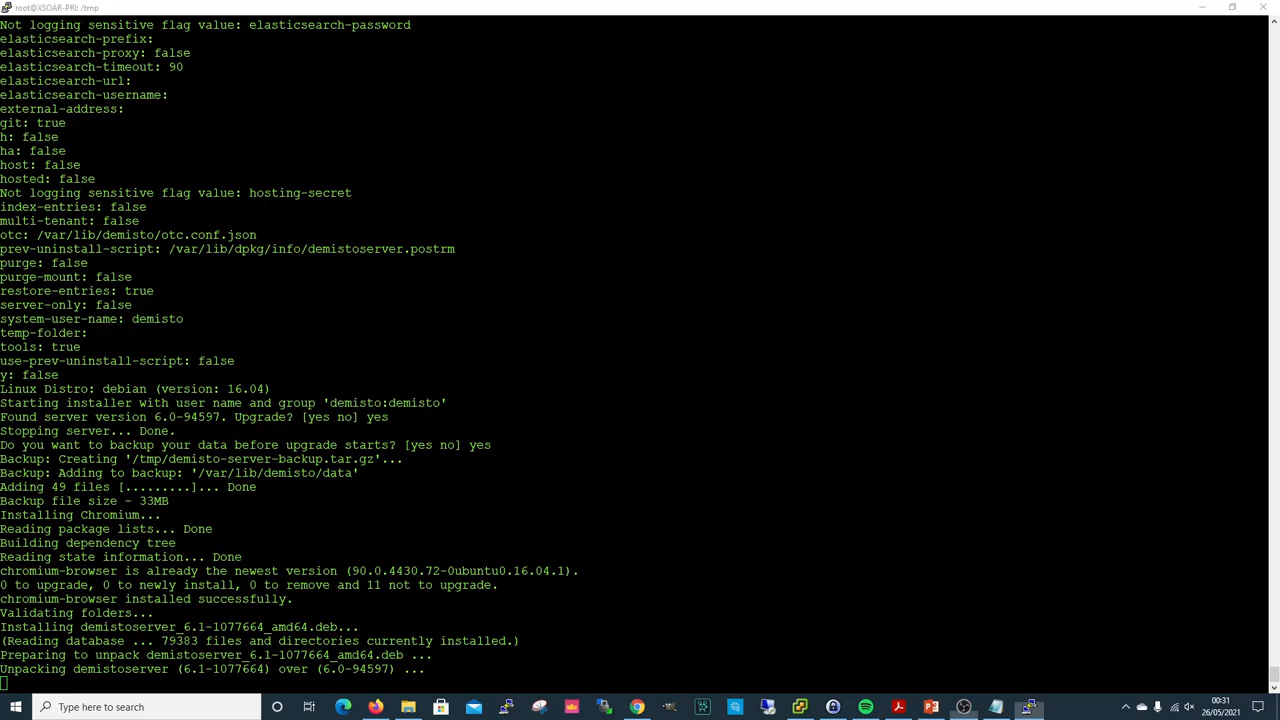 root@XSOAR-PRI: /tmp
Not logging sensitive flag value: elasticsearch-password
elasticsearch-prefix:
elasticsearch-proxy: false
elasticsearch-timeout: 90
elasticsearch-url:
elasticsearch-username:
external-address:
git: true
h: false
ha: false
host: false
hosted: false
Not logging sensitive flag value: hosting-secret
index-entries: false
multi-tenant: false
otc: /var/lib/demisto/otc.conf.json
prev-uninstall-script: /var/lib/dpkg/info/demistoserver.postrm
purge: false
purge-mount: false
restore-entries: true
server-only: false
system-user-name: demisto
temp-folder:
tools: true
use-prev-uninstall-script: false
y: false
Linux Distro: debian (version: 16.04)
Starting installer with user name and group 'demisto:demisto'
Found server version 6.0-94597. Upgrade? [yes no] yes
Stopping server... Done.
Do you want to backup your data before upgrade starts? [yes no] yes
Backup: Creating '/tmp/demisto-server-backup.tar.gz'...
Backup: Adding to backup: '/var/lib/demisto/data'
Adding 49 files [.........]... Done
Backup file size - 33MB
Installing Chromium...
Reading package lists... Done
Building dependency tree
Reading state information... Done
chromium-browser is already the newest version (90.0.4430.72-0ubuntu0.16.04.1).
0 to upgrade, 0 to newly install, 0 to remove and 11 not to upgrade.
chromium-browser installed successfully.
Validating folders...
Installing demistoserver_6.1-1077664_amd64.deb...
(Reading database ... 79383 files and directories currently installed.)
Preparing to unpack demistoserver_6.1-1077664_amd64.deb ...
Unpacking demistoserver (6.1-1077664) over (6.0-94597) ...
Type here to search
00:31
26/05/2021